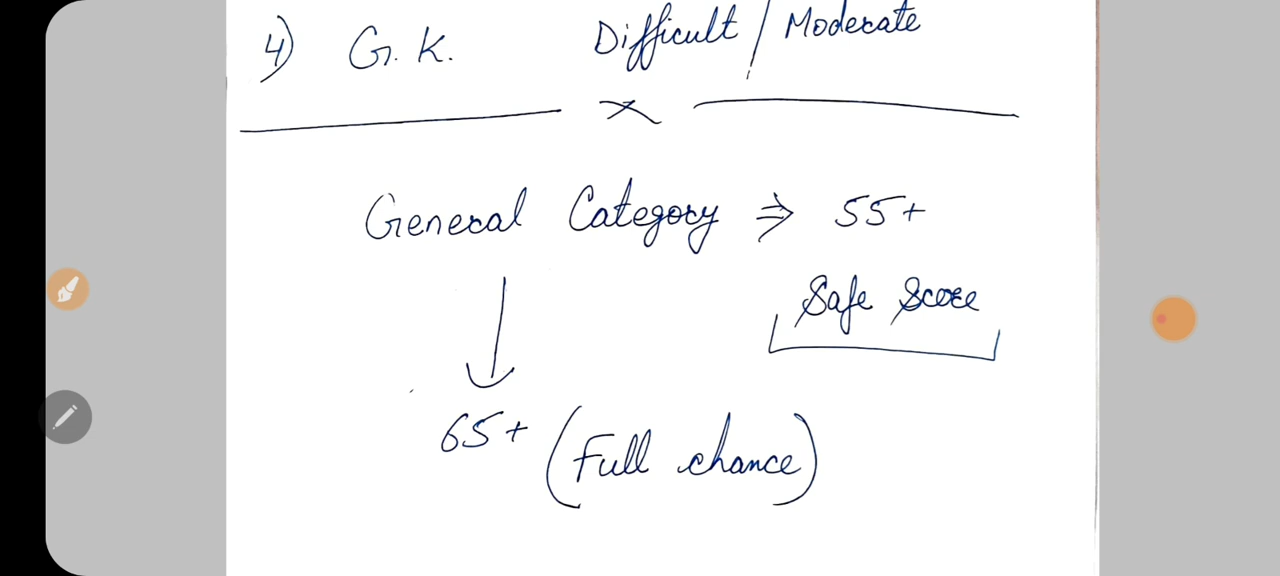 4) G.K. Difficult / Moderate
x
General Category ⇒ 55+
Safe Score
↓
65+ (Full chance)